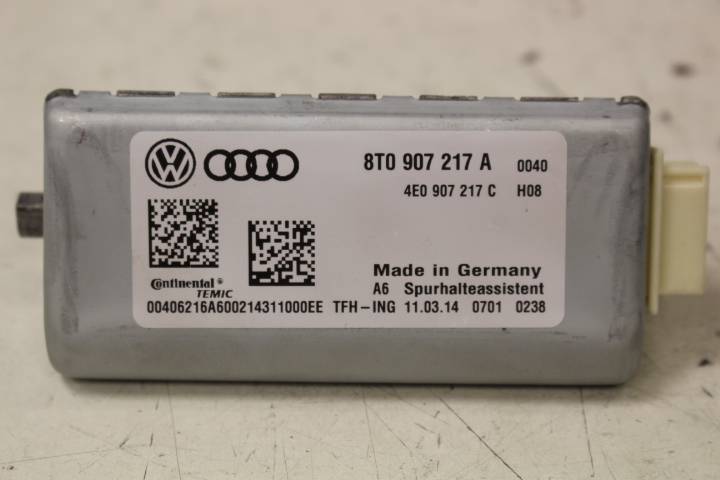 8T0 907 217 A 0040
4E0 907 217 C H08
Made in Germany
Continental®
TEMIC
A6 Spurhalteassistent
00406216A600214311000EE TFH-ING 11.03.14 0701 0238